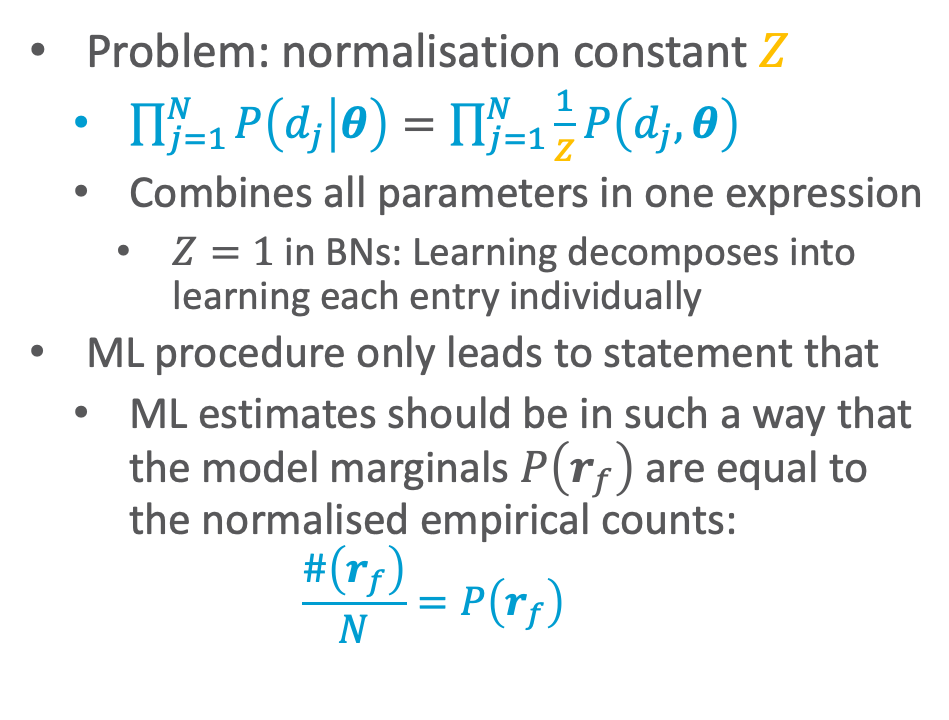 • Problem: normalisation constant Z
• ∏_{j=1}^{N} P(d_j|θ) = ∏_{j=1}^{N} 1/Z P(d_j, θ)
• Combines all parameters in one expression
• Z = 1 in BNs: Learning decomposes into
learning each entry individually
• ML procedure only leads to statement that
• ML estimates should be in such a way that
the model marginals P(r_f) are equal to
the normalised empirical counts:
#(r_f)/N = P(r_f)